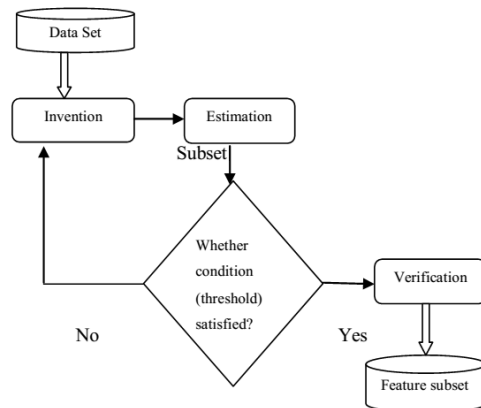 Data Set
Invention
Estimation
Subset
Whether
condition
(threshold)
satisfied?
Verification
No
Yes
Feature subset